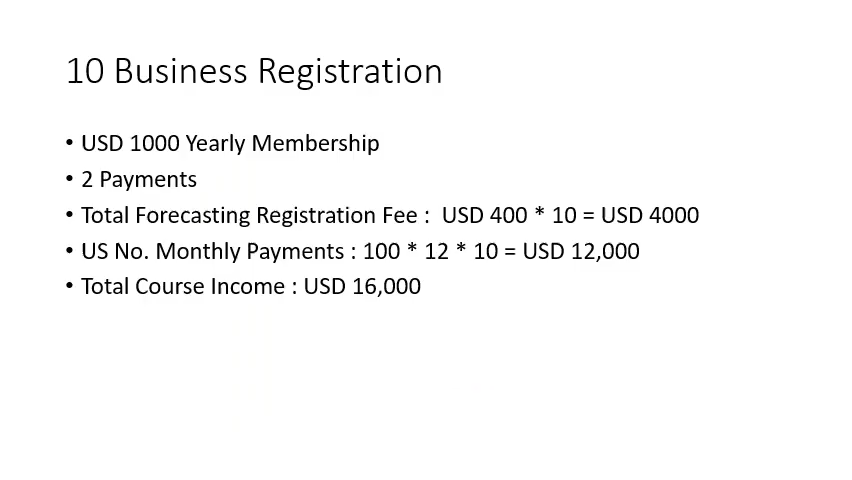 10 Business Registration
• USD 1000 Yearly Membership
• 2 Payments
• Total Forecasting Registration Fee :  USD 400 * 10 = USD 4000
• US No. Monthly Payments : 100 * 12 * 10 = USD 12,000
• Total Course Income : USD 16,000